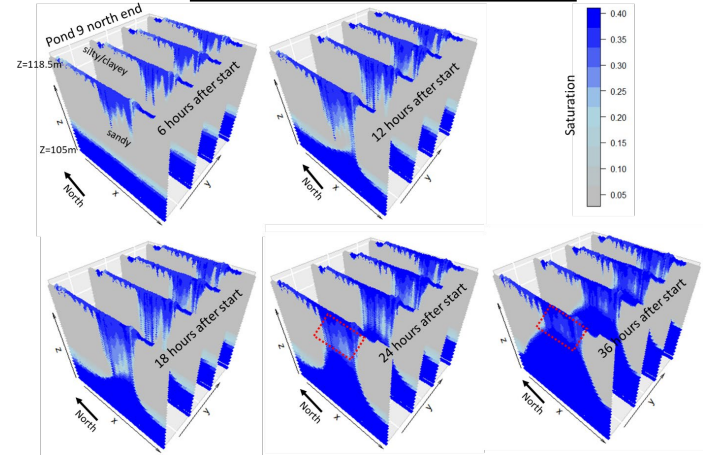 Pond 9 north end
silty/clayey
Z=118.5m
z
sandy
Z=105m
6 hours after start
North
x
y
z
12 hours after start
North
x
y
Saturation
0.40
0.35
0.30
0.25
0.20
0.15
0.10
0.05
z
18 hours after start
North
x
y
z
24 hours after start
North
x
y
z
36 hours after start
North
x
y